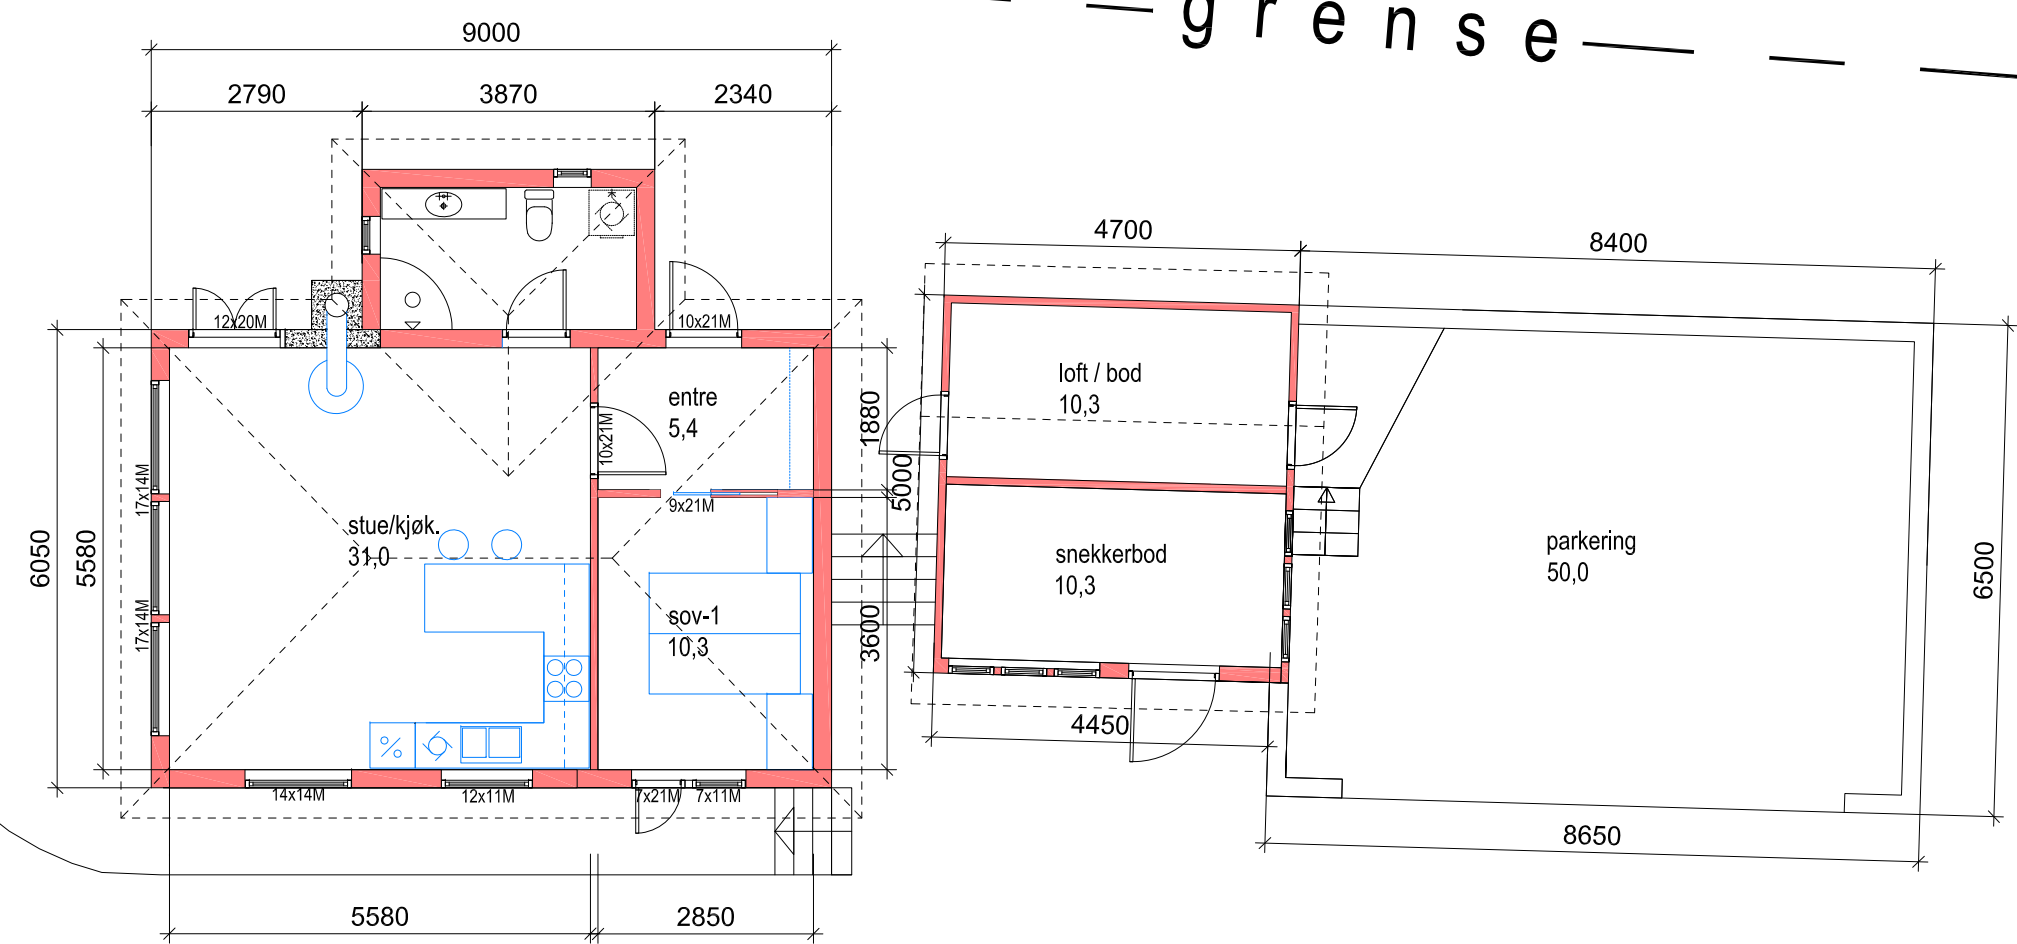 grense
9000
2790
3870
2340
4700
8400
12x20M
10x21M
entre
5,4
10x21M
1880
loft / bod
10,3
5000
17x14M
9x21M
stue/kjøk.
31,0
6050
5580
snekkerbod
10,3
parkering
50,0
6500
17x14M
sov-1
10,3
3600
4450
14x14M
12x11M
7x21M
7x11M
8650
5580
2850